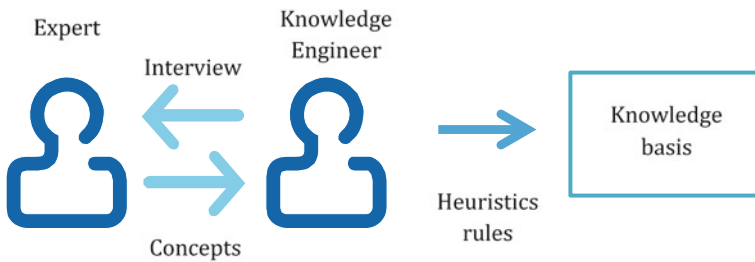 Expert
Interview
Concepts
Knowledge
Engineer
Heuristics
rules
Knowledge
basis